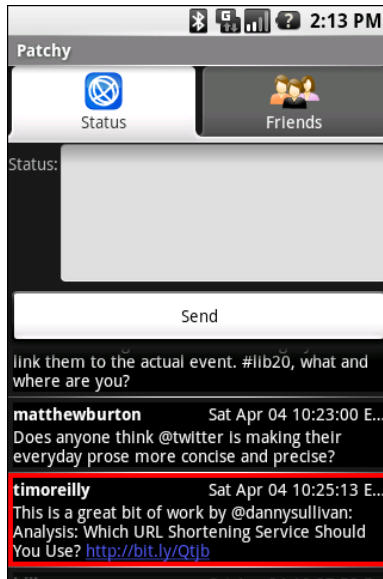 2:13 PM
Patchy
Status
Friends
Status:
Send
link them to the actual event. #lib20, what and
where are you?
matthewburton Sat Apr 04 10:23:00 E...
Does anyone think @twitter is making their
everyday prose more concise and precise?
timoreilly Sat Apr 04 10:25:13 E...
This is a great bit of work by @dannysullivan:
Analysis: Which URL Shortening Service Should
You Use? http://bit.ly/Qtjb